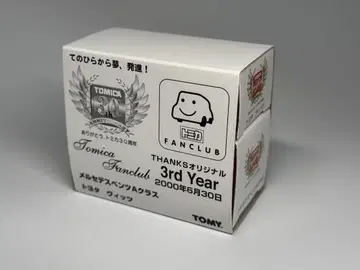 てのひらから夢、発進！
TOMICA
30
ありがとう、トミカ30周年
Tomica
Fanclub
トミカ
FANCLUB
THANKSオリジナル
3rd Year
2000年6月30日
メルセデスベンツAクラス
トヨタ ヴィッツ
TOMY